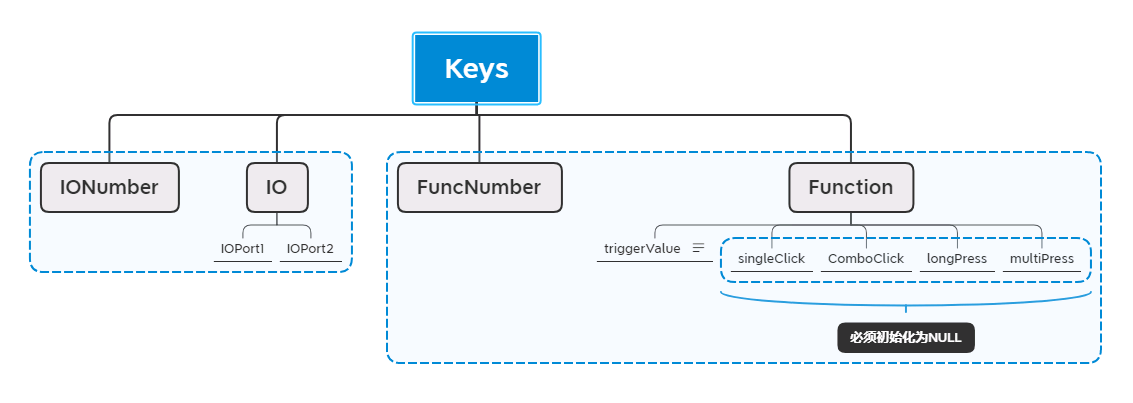 Keys
IONumber
IO
FuncNumber
Function
IOPort1
IOPort2
triggerValue
singleClick
ComboClick
longPress
multiPress
必须初始化为NULL